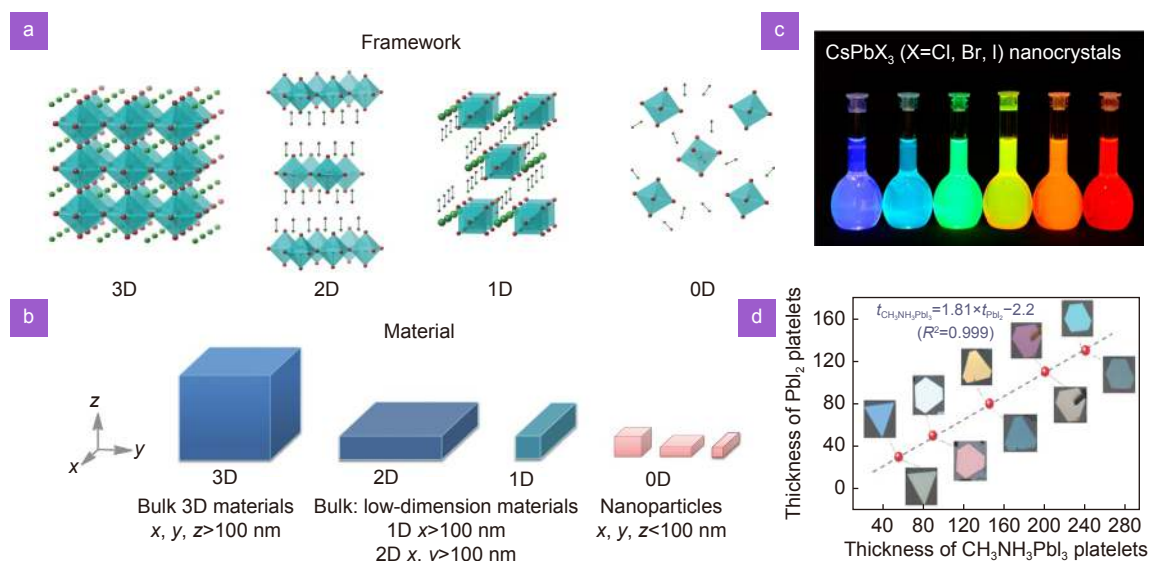 a
Framework
3D
2D
1D
0D
b
Material
z
y
x
3D
2D
1D
0D
Bulk 3D materials
x, y, z>100 nm
Bulk: low-dimension materials
1D x>100 nm
2D x, y>100 nm
Nanoparticles
x, y, z<100 nm
c
CsPbX₃ (X=Cl, Br, I) nanocrystals
d
t_CH₃NH₃PbI₃=1.81×t_PbI₂−2.2
(R²=0.999)
Thickness of PbI₂ platelets
160
120
80
40
0
40 80 120 160 200 240 280
Thickness of CH₃NH₃PbI₃ platelets